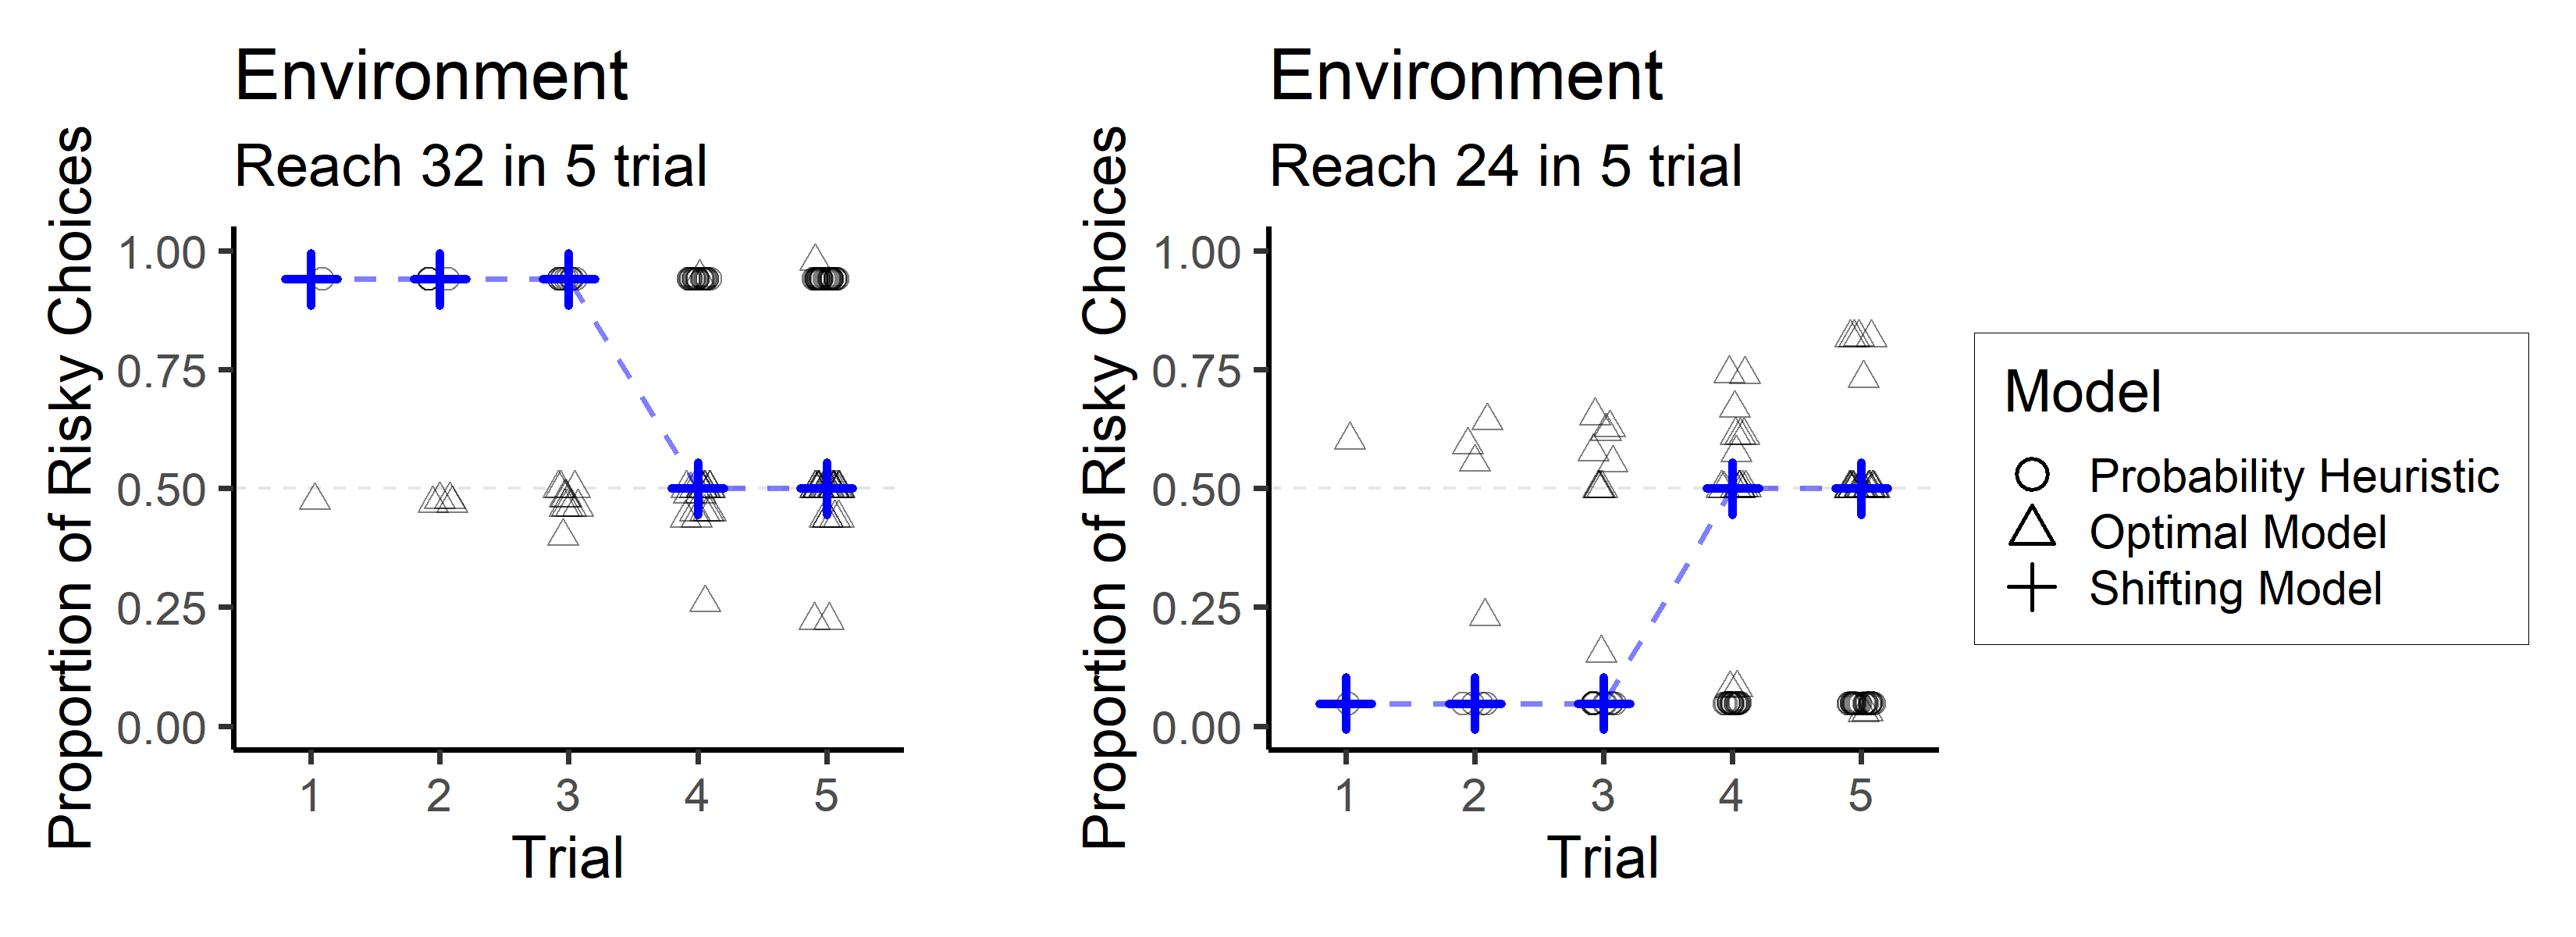 Environment
Reach 32 in 5 trial
Proportion of Risky Choices
1.00
0.75
0.50
0.25
0.00
1 2 3 4 5
Trial
Environment
Reach 24 in 5 trial
Proportion of Risky Choices
1.00
0.75
0.50
0.25
0.00
1 2 3 4 5
Trial
Model
Probability Heuristic
Optimal Model
Shifting Model